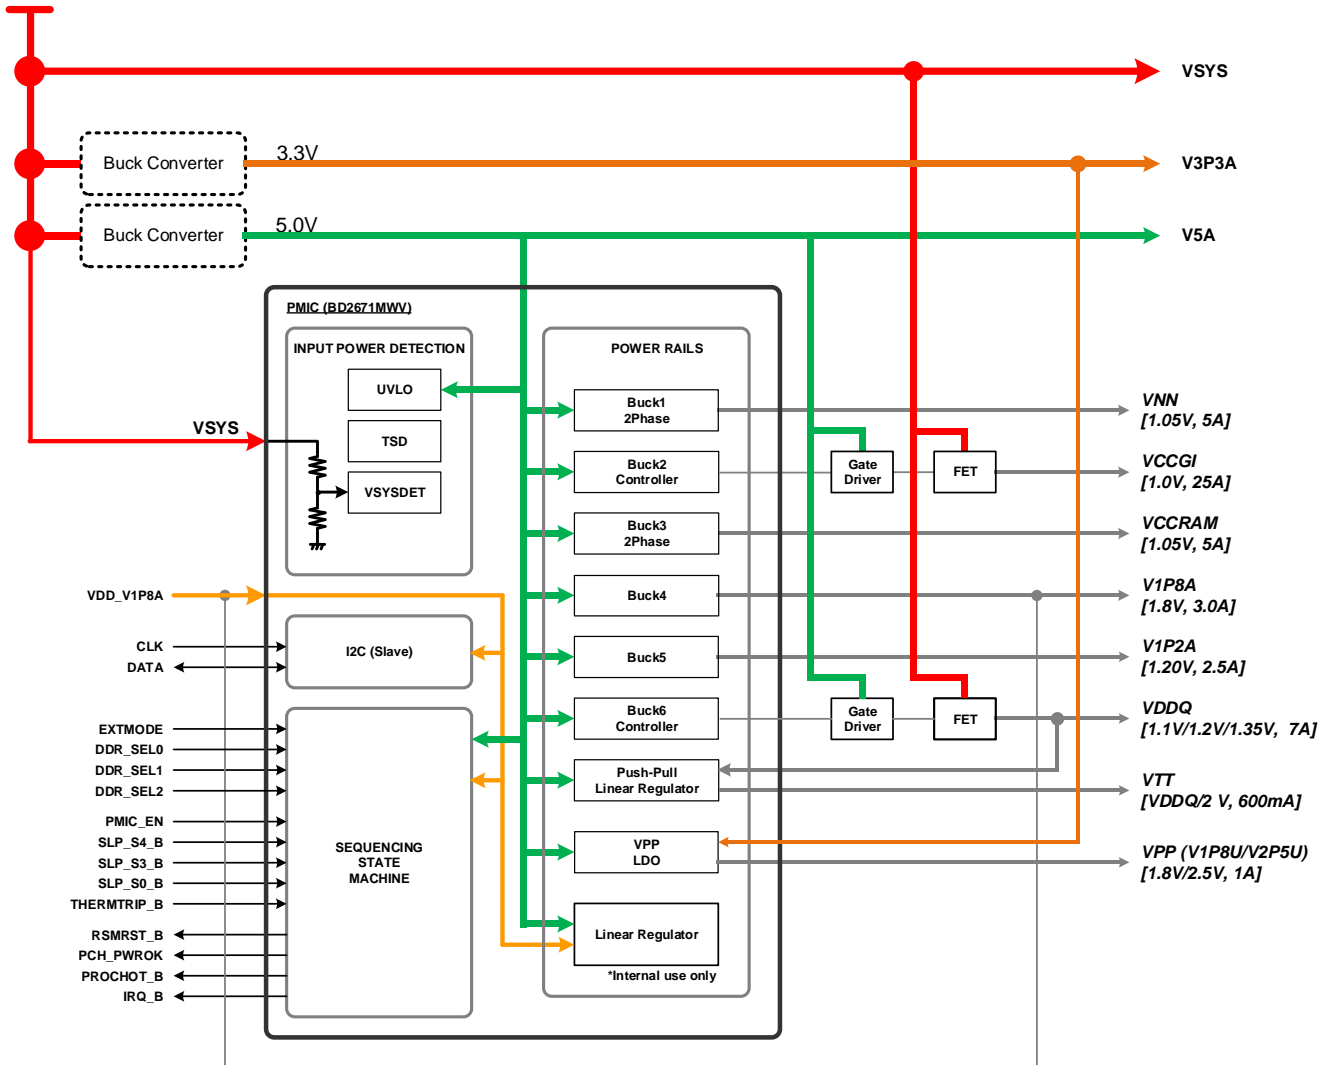 VSYS
Buck Converter
3.3V
V3P3A
Buck Converter
5.0V
V5A
PMIC (BD2671MWV)
INPUT POWER DETECTION
UVLO
TSD
VSYSDET
VSYS
VDD_V1P8A
CLK
DATA
I2C (Slave)
EXTMODE
DDR_SEL0
DDR_SEL1
DDR_SEL2
PMIC_EN
SLP_S4_B
SLP_S3_B
SLP_S0_B
THERMTRIP_B
RSMRST_B
PCH_PWROK
PROCHOT_B
IRQ_B
SEQUENCING
STATE
MACHINE
POWER RAILS
Buck1
2Phase
Buck2
Controller
Buck3
2Phase
Buck4
Buck5
Buck6
Controller
Push-Pull
Linear Regulator
VPP
LDO
Linear Regulator
*Internal use only
Gate
Driver
FET
Gate
Driver
FET
VNN
[1.05V, 5A]
VCCGI
[1.0V, 25A]
VCCRAM
[1.05V, 5A]
V1P8A
[1.8V, 3.0A]
V1P2A
[1.20V, 2.5A]
VDDQ
[1.1V/1.2V/1.35V, 7A]
VTT
[VDDQ/2 V, 600mA]
VPP (V1P8U/V2P5U)
[1.8V/2.5V, 1A]